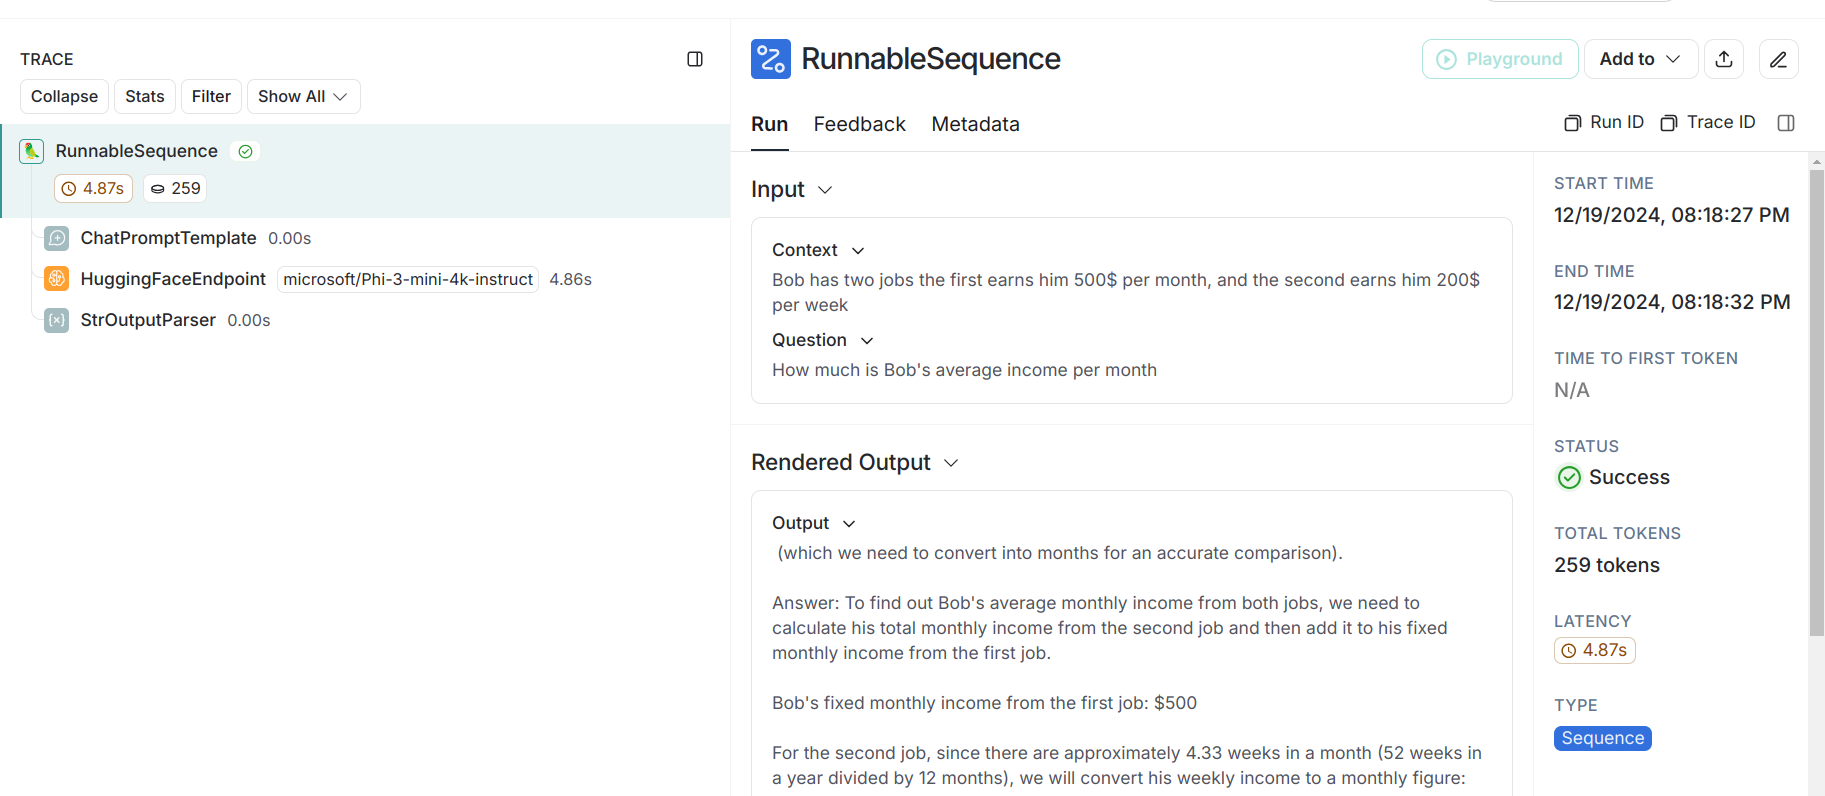 TRACE
Collapse Stats Filter Show All
RunnableSequence
4.87s 259
ChatPromptTemplate 0.00s
HuggingFaceEndpoint microsoft/Phi-3-mini-4k-instruct 4.86s
StrOutputParser 0.00s
RunnableSequence
Playground Add to
Run Feedback Metadata
Run ID Trace ID
Input
Context
Bob has two jobs the first earns him 500$ per month, and the second earns him 200$
per week
Question
How much is Bob's average income per month
Rendered Output
Output
(which we need to convert into months for an accurate comparison).
Answer: To find out Bob's average monthly income from both jobs, we need to
calculate his total monthly income from the second job and then add it to his fixed
monthly income from the first job.
Bob's fixed monthly income from the first job: $500
For the second job, since there are approximately 4.33 weeks in a month (52 weeks in
a year divided by 12 months), we will convert his weekly income to a monthly figure:
START TIME
12/19/2024, 08:18:27 PM
END TIME
12/19/2024, 08:18:32 PM
TIME TO FIRST TOKEN
N/A
STATUS
Success
TOTAL TOKENS
259 tokens
LATENCY
4.87s
TYPE
Sequence